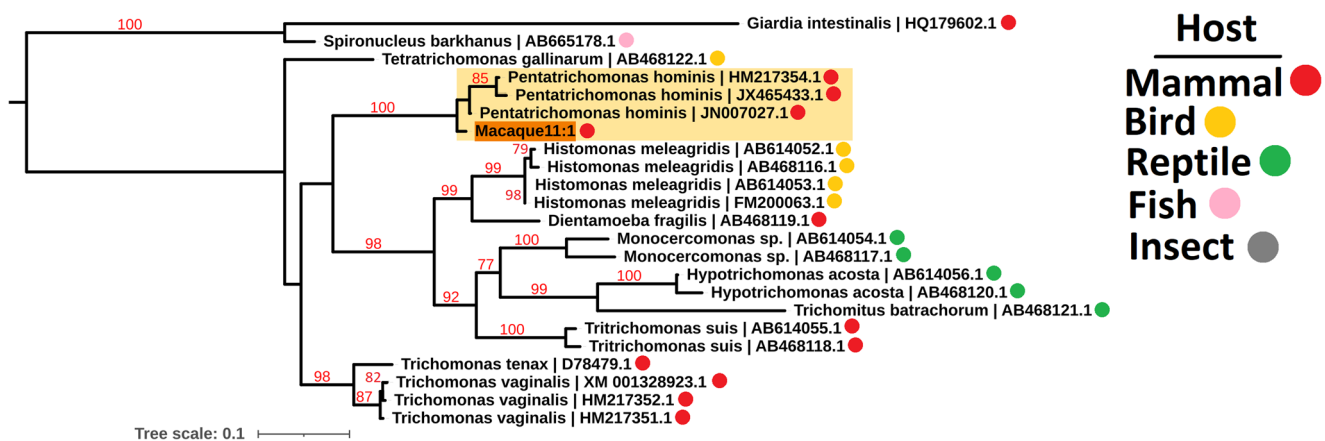 100
Giardia intestinalis | HQ179602.1
Spironucleus barkhanus | AB665178.1
Tetratrichomonas gallinarum | AB468122.1
85
Pentatrichomonas hominis | HM217354.1
Pentatrichomonas hominis | JX465433.1
100
Pentatrichomonas hominis | JN007027.1
Macaque11:1
79
Histomonas meleagridis | AB614052.1
99
Histomonas meleagridis | AB468116.1
99
Histomonas meleagridis | AB614053.1
98
Histomonas meleagridis | FM200063.1
Dientamoeba fragilis | AB468119.1
98
100
Monocercomonas sp. | AB614054.1
Monocercomonas sp. | AB468117.1
77
100
Hypotrichomonas acosta | AB614056.1
99
Hypotrichomonas acosta | AB468120.1
92
Trichomitus batrachorum | AB468121.1
100
Tritrichomonas suis | AB614055.1
Tritrichomonas suis | AB468118.1
Trichomonas tenax | D78479.1
98
82
Trichomonas vaginalis | XM 001328923.1
87
Trichomonas vaginalis | HM217352.1
Trichomonas vaginalis | HM217351.1
Tree scale: 0.1
Host
Mammal
Bird
Reptile
Fish
Insect